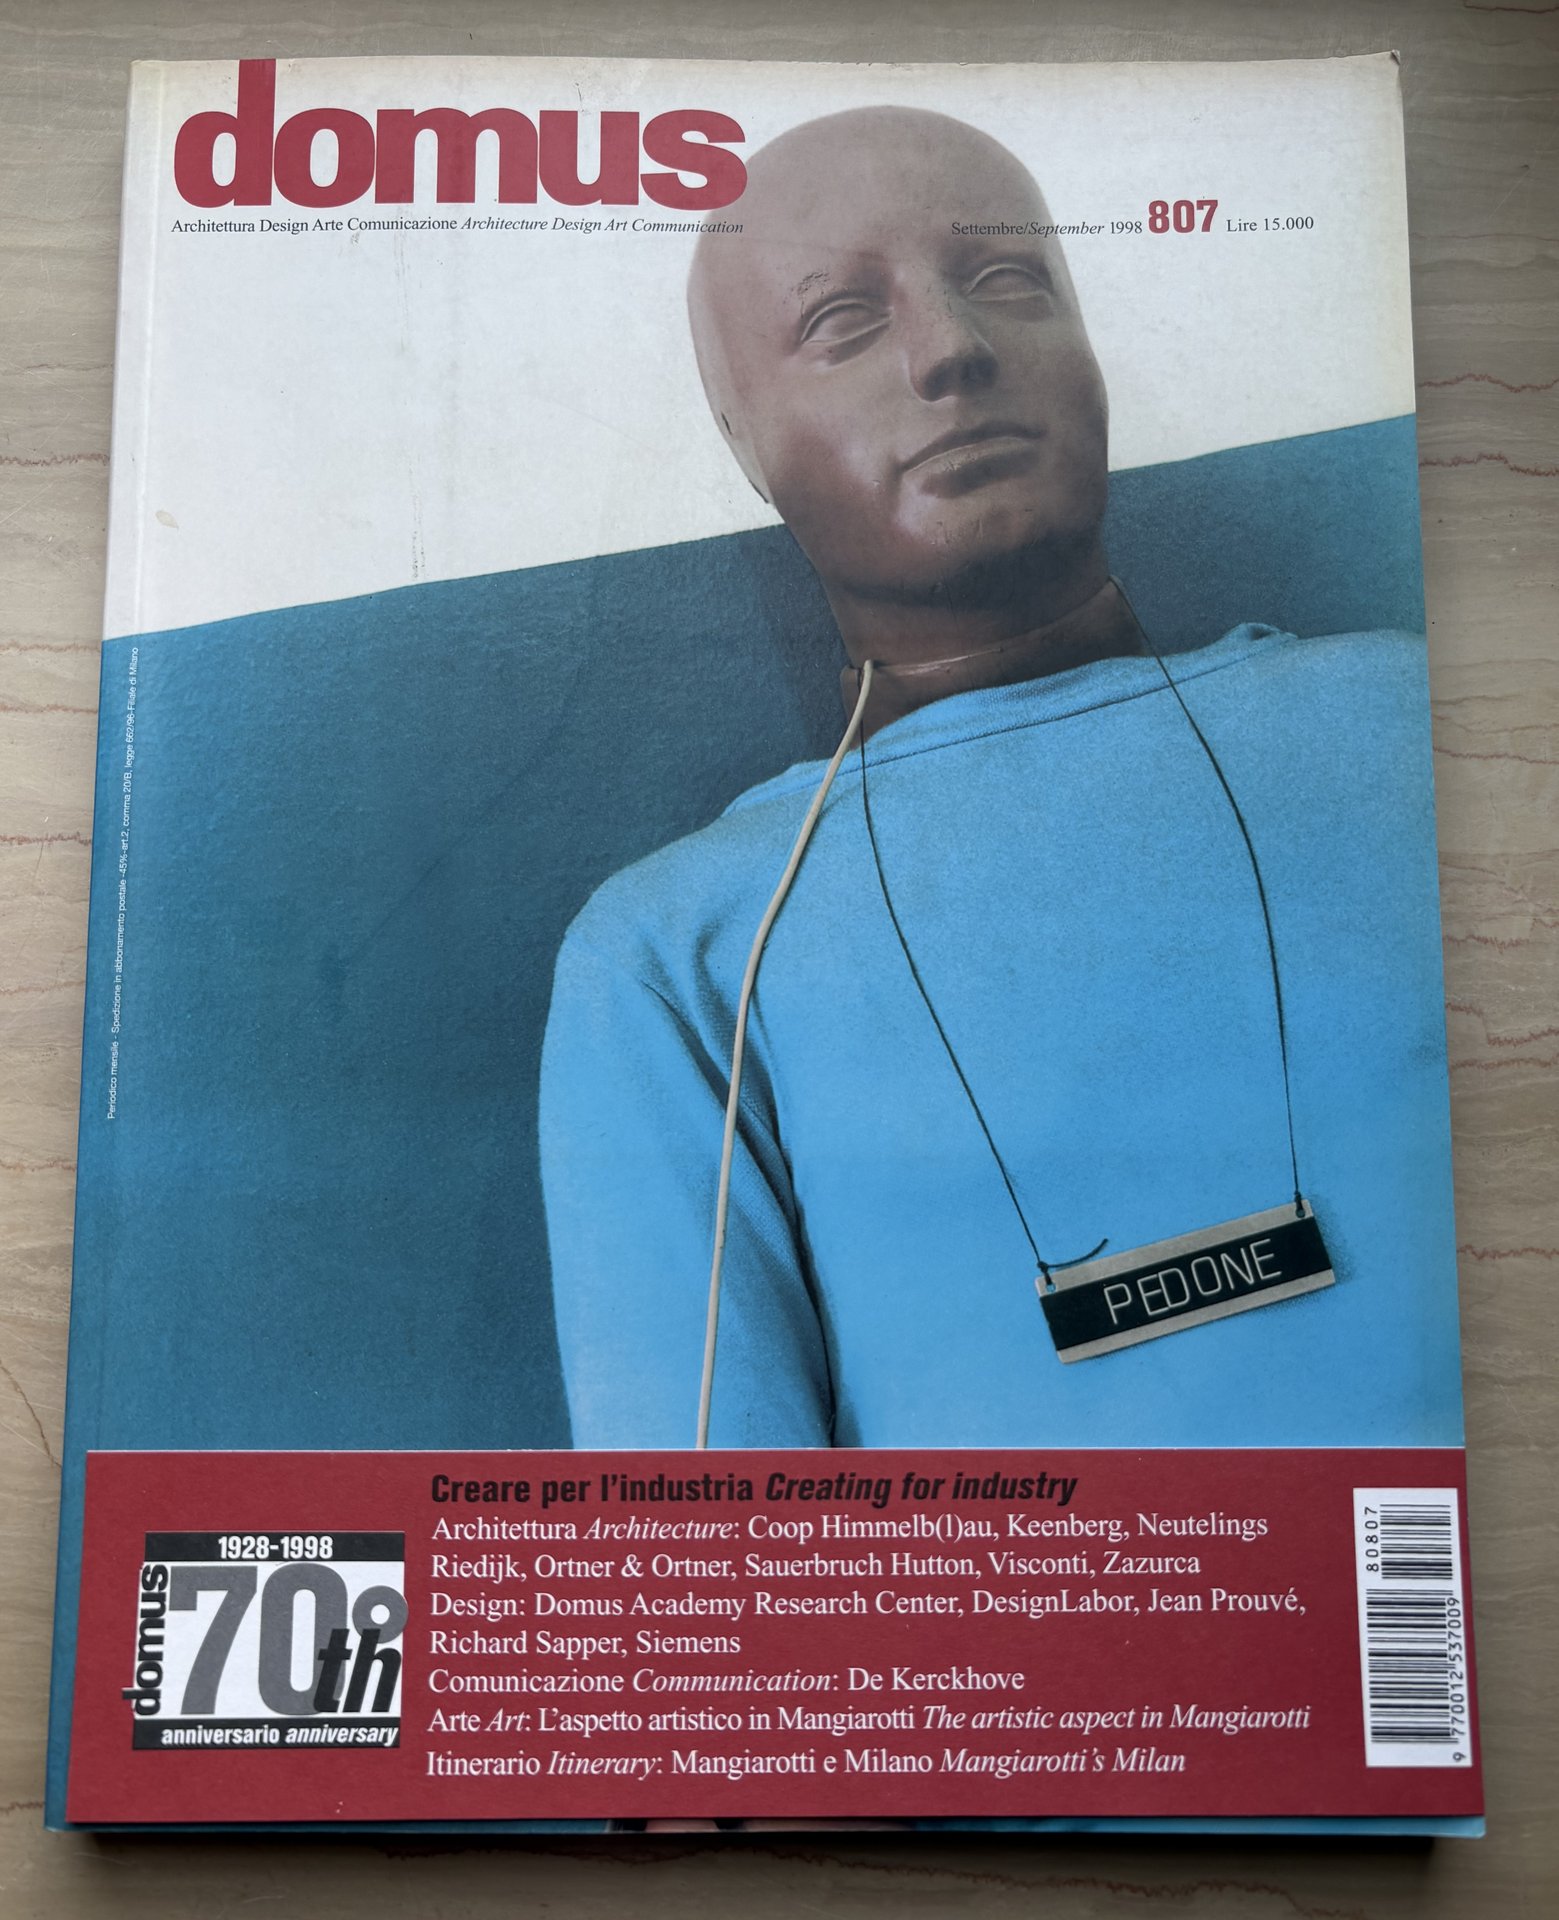 domus
Architettura Design Arte Comunicazione Architecture Design Art Communication
Settembre/September 1998 807 Lire 15.000
Periodico mensile - Spedizione in abbonamento postale -45%-art.2, comma 20/B, legge 662/96-Filiale di Milano
PEDONE
1928-1998
domus
70°th
anniversario anniversary
Creare per l'industria Creating for industry
Architettura Architecture: Coop Himmelb(l)au, Keenberg, Neutelings
Riedijk, Ortner & Ortner, Sauerbruch Hutton, Visconti, Zazurca
Design: Domus Academy Research Center, DesignLabor, Jean Prouvé,
Richard Sapper, Siemens
Comunicazione Communication: De Kerckhove
Arte Art: L'aspetto artistico in Mangiarotti The artistic aspect in Mangiarotti
Itinerario Itinerary: Mangiarotti e Milano Mangiarotti's Milan
80807
9 770012 537009